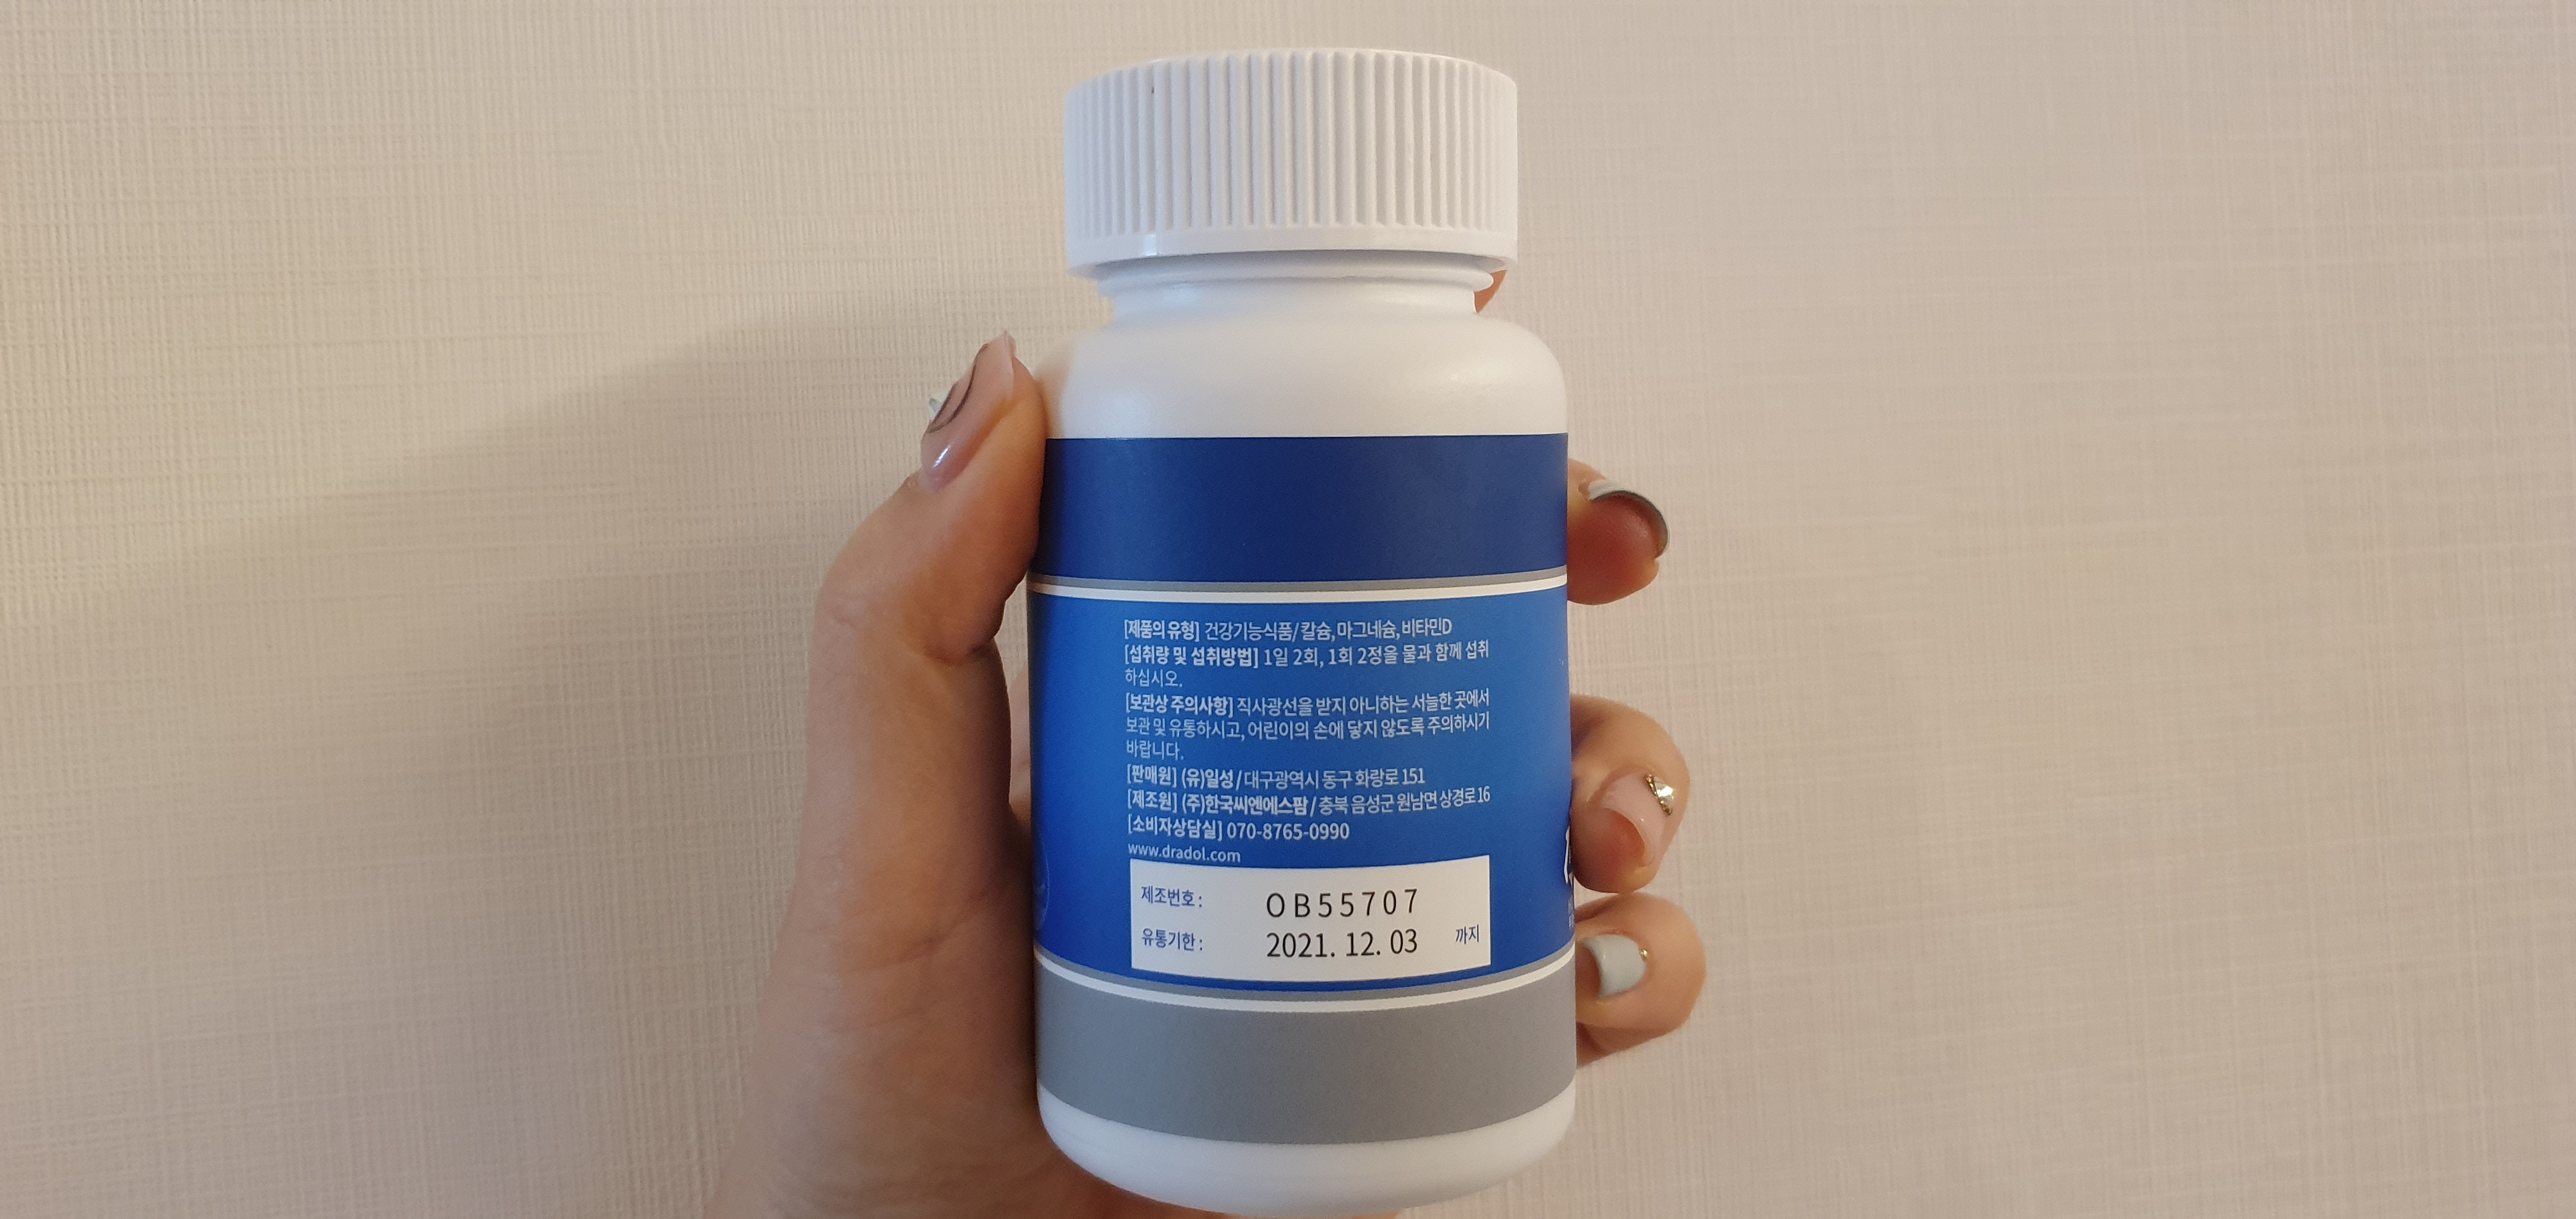 [제품의 유형] 건강기능식품/칼슘, 마그네슘, 비타민D
[섭취량 및 섭취방법] 1일 2회, 1회 2정을 물과 함께 섭취
하십시오.
[보관상 주의사항] 직사광선을 받지 아니하는 서늘한 곳에서
보관 및 유통하시고, 어린이의 손에 닿지 않도록 주의하시기
바랍니다.
[판매원] (유)일성 / 대구광역시 동구 화랑로 151
[제조원] (주)한국씨엔에스팜 / 충북 음성군 원남면 상경로 16
[소비자상담실] 070-8765-0990
www.dradol.com
제조번호 : OB55707
유통기한 : 2021. 12. 03 까지